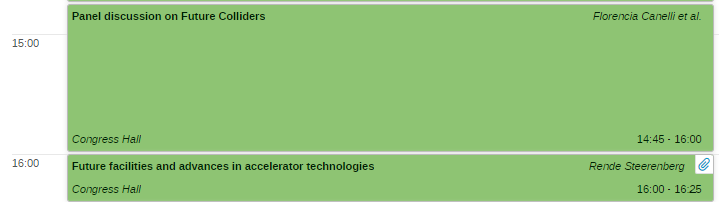 Panel discussion on Future Colliders Florencia Canelli et al.
15:00
Congress Hall 14:45 - 16:00
16:00
Future facilities and advances in accelerator technologies Rende Steerenberg
Congress Hall 16:00 - 16:25